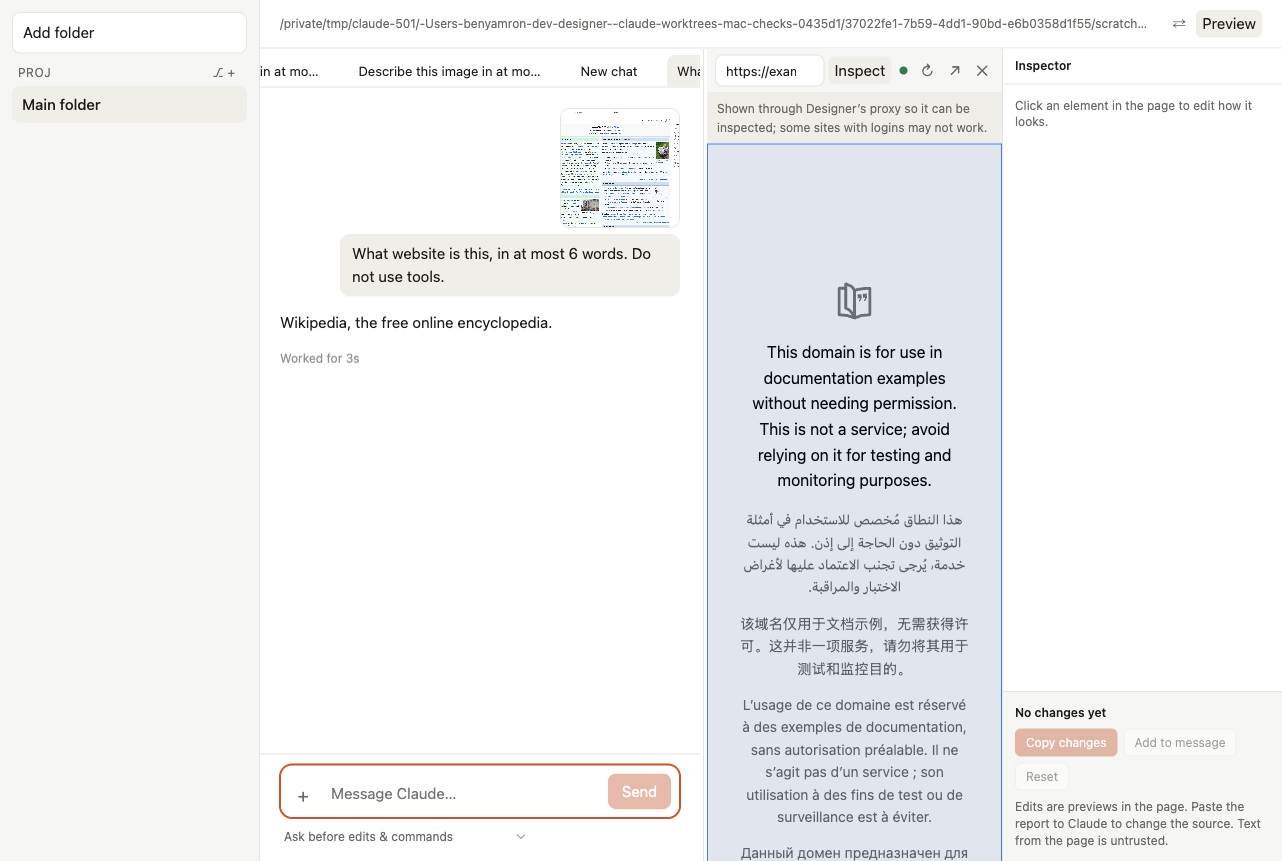 Add folder
PROJ
Main folder
/private/tmp/claude-501/-Users-benyamron-dev-designer--claude-worktrees-mac-checks-0435d1/37022fe1-7b59-4dd1-90bd-e6b0358d1f55/scratch...
Preview
in at mo...
Describe this image in at mo...
New chat
Wha
What website is this, in at most 6 words. Do
not use tools.
Wikipedia, the free online encyclopedia.
Worked for 3s
Message Claude...
Send
Ask before edits & commands
https://exan
Inspect
Shown through Designer's proxy so it can be
inspected; some sites with logins may not work.
This domain is for use in
documentation examples
without needing permission.
This is not a service; avoid
relying on it for testing and
monitoring purposes.
هذا النطاق مُخصص للاستخدام في أمثلة
التوثيق دون الحاجة إلى إذن. هذه ليست
خدمة، يُرجى تجنب الاعتماد عليها لأغراض
الاختبار والمراقبة.
该域名仅用于文档示例，无需获得许
可。这并非一项服务，请勿将其用于
测试和监控目的。
L'usage de ce domaine est réservé
à des exemples de documentation,
sans autorisation préalable. Il ne
s'agit pas d'un service ; son
utilisation à des fins de test ou de
surveillance est à éviter.
Данный домен предназначен для
Inspector
Click an element in the page to edit how it
looks.
No changes yet
Copy changes
Add to message
Reset
Edits are previews in the page. Paste the
report to Claude to change the source. Text
from the page is untrusted.